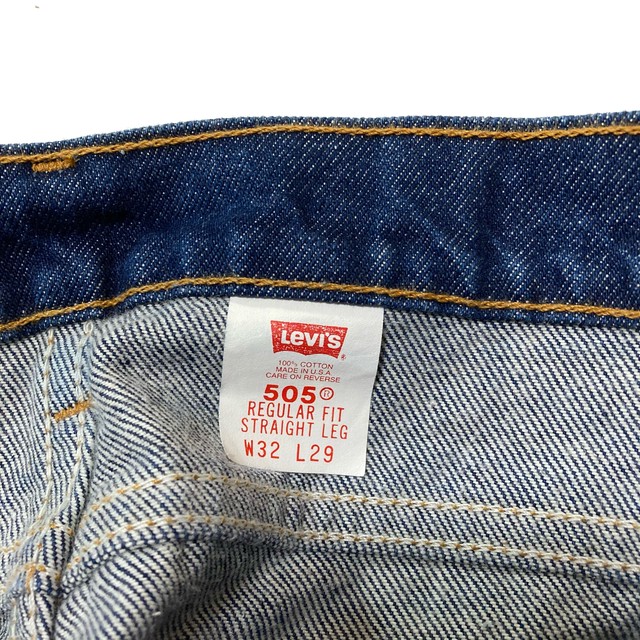 LEVI'S
®
100% COTTON
MADE IN U.S.A
CARE ON REVERSE
505®
REGULAR FIT
STRAIGHT LEG
W32 L29